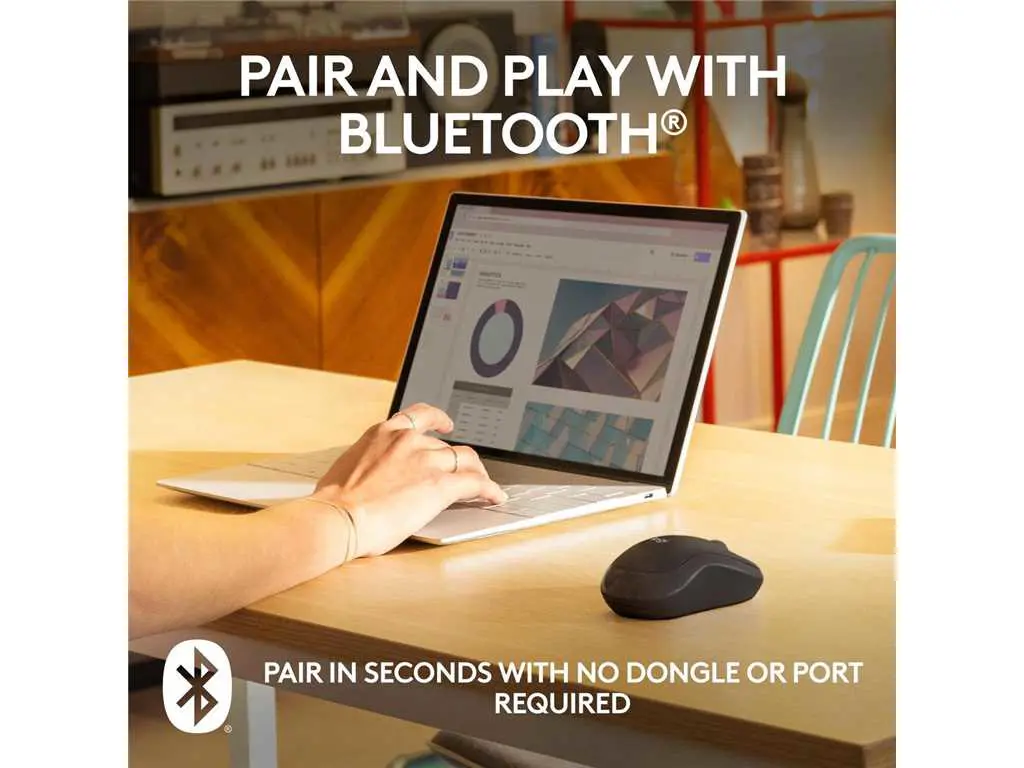 PAIR AND PLAY WITH
BLUETOOTH®
PAIR IN SECONDS WITH NO DONGLE OR PORT
REQUIRED
®